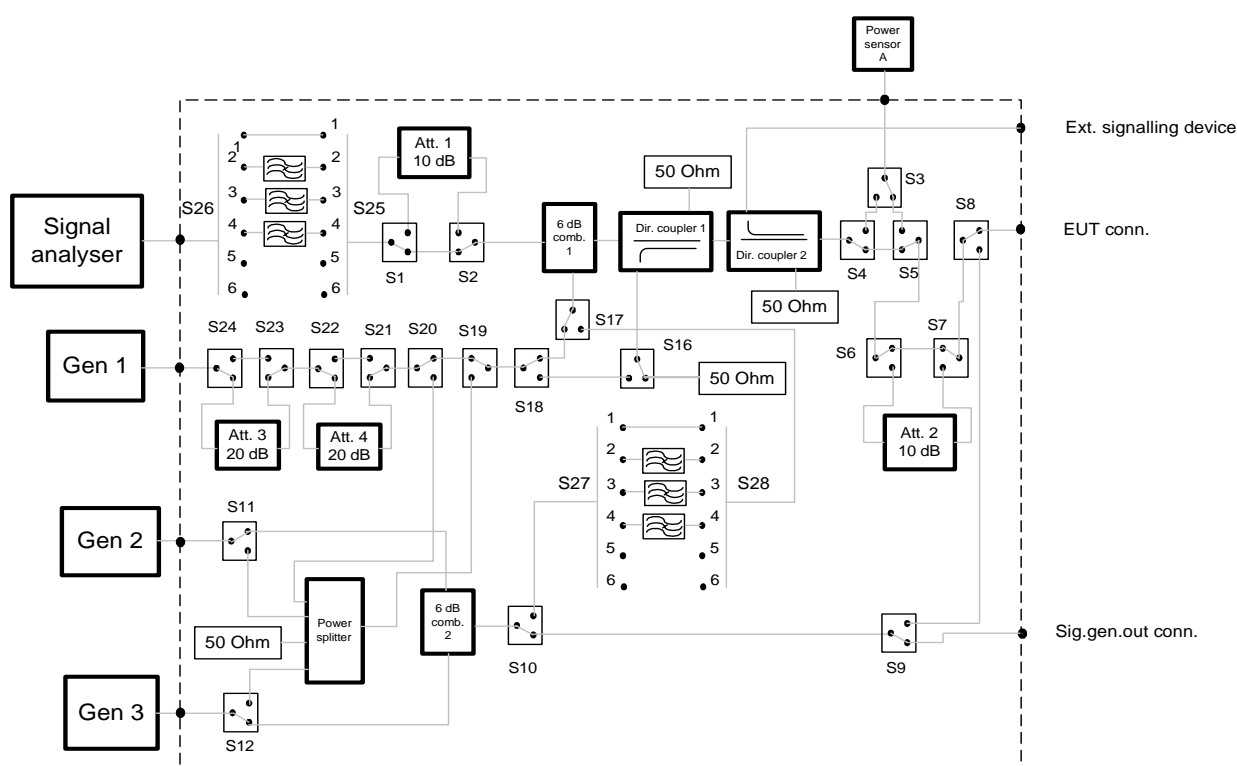 Power
sensor
A
Ext. signalling device
EUT conn.
Sig.gen.out conn.
Signal
analyser
S26
1
1
2
3
4
5
6
1
2
3
4
5
6
S25
Att. 1
10 dB
S1
S2
6 dB
comb.
1
50 Ohm
Dir. coupler 1
Dir. coupler 2
50 Ohm
S3
S4
S5
S8
S17
Gen 1
S24
S23
S22
S21
S20
S19
S18
S16
50 Ohm
S6
S7
Att. 3
20 dB
Att. 4
20 dB
Att. 2
10 dB
S27
1
2
3
4
5
6
1
2
3
4
5
6
S28
Gen 2
S11
Power
splitter
50 Ohm
6 dB
comb.
2
S10
S9
Gen 3
S12